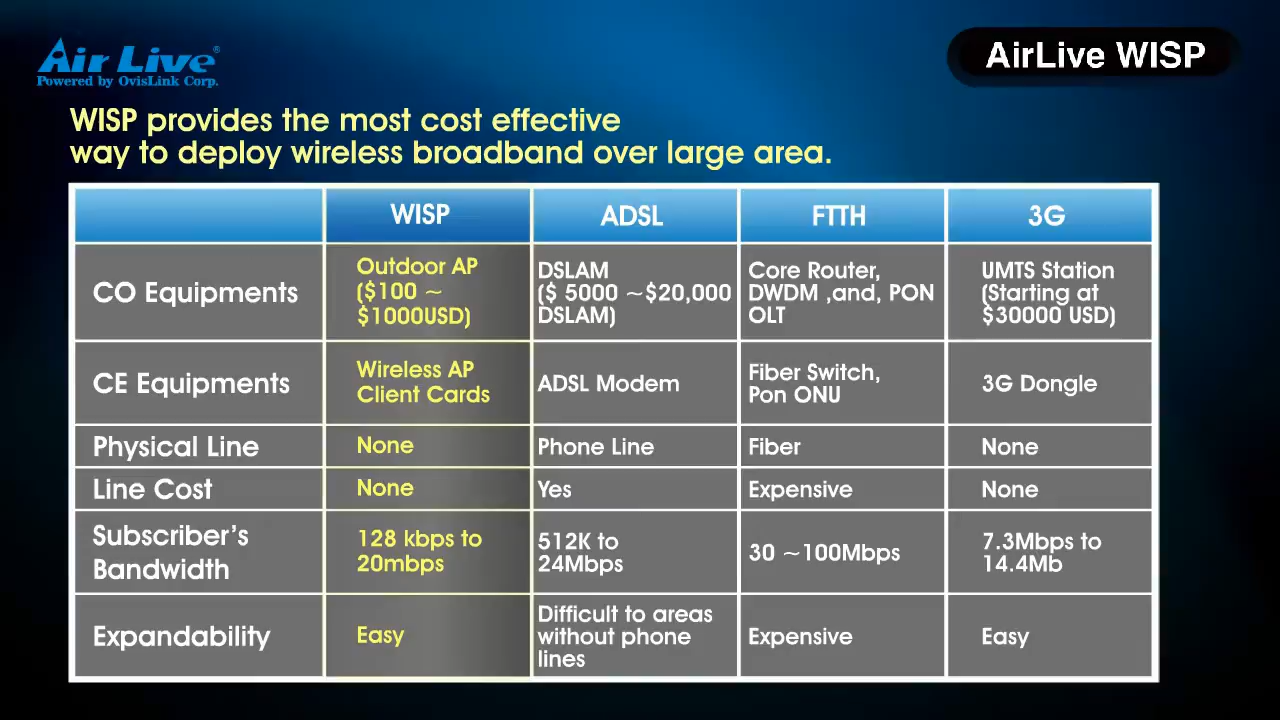 Air Live®
Powered by OvisLink Corp.
AirLive WISP
WISP provides the most cost effective
way to deploy wireless broadband over large area.
WISP
ADSL
FTTH
3G
CO Equipments
Outdoor AP
($100 ~
$1000USD)
DSLAM
($ 5000 ~$20,000
DSLAM)
Core Router,
DWDM ,and, PON
OLT
UMTS Station
(Starting at
$30000 USD)
CE Equipments
Wireless AP
Client Cards
ADSL Modem
Fiber Switch,
Pon ONU
3G Dongle
Physical Line
None
Phone Line
Fiber
None
Line Cost
None
Yes
Expensive
None
Subscriber’s
Bandwidth
128 kbps to
20mbps
512K to
24Mbps
30 ~100Mbps
7.3Mbps to
14.4Mb
Expandability
Easy
Difficult to areas
without phone
lines
Expensive
Easy